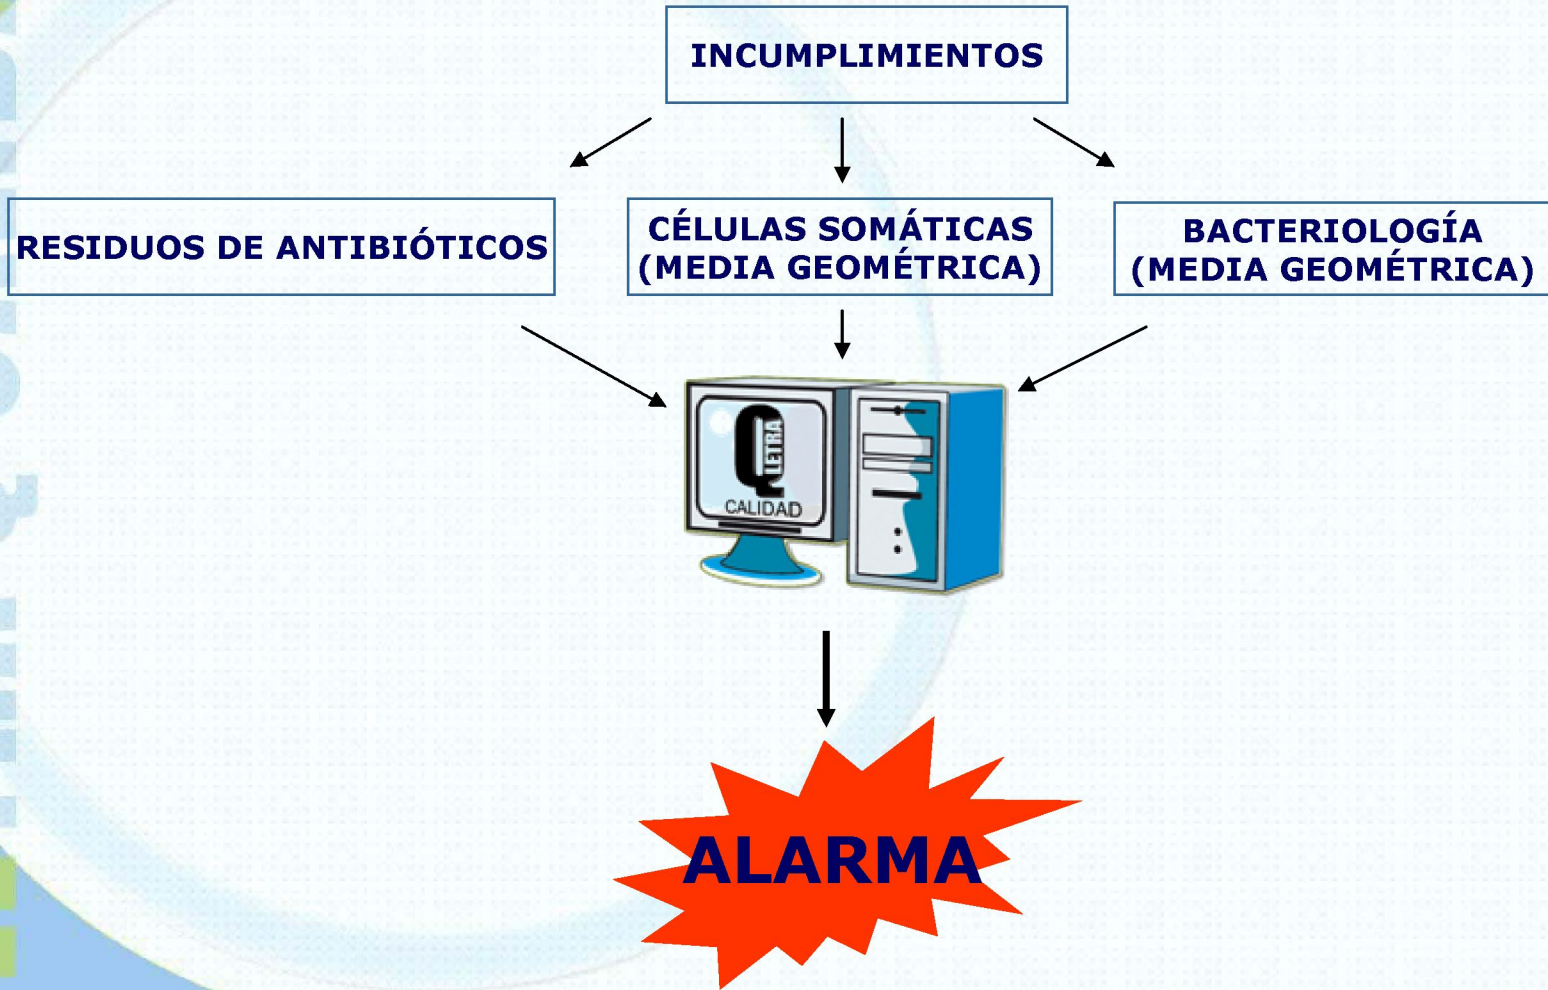 INCUMPLIMIENTOS
RESIDUOS DE ANTIBIÓTICOS
CÉLULAS SOMÁTICAS
(MEDIA GEOMÉTRICA)
BACTERIOLOGÍA
(MEDIA GEOMÉTRICA)
Q
LETRA
CALIDAD
ALARMA